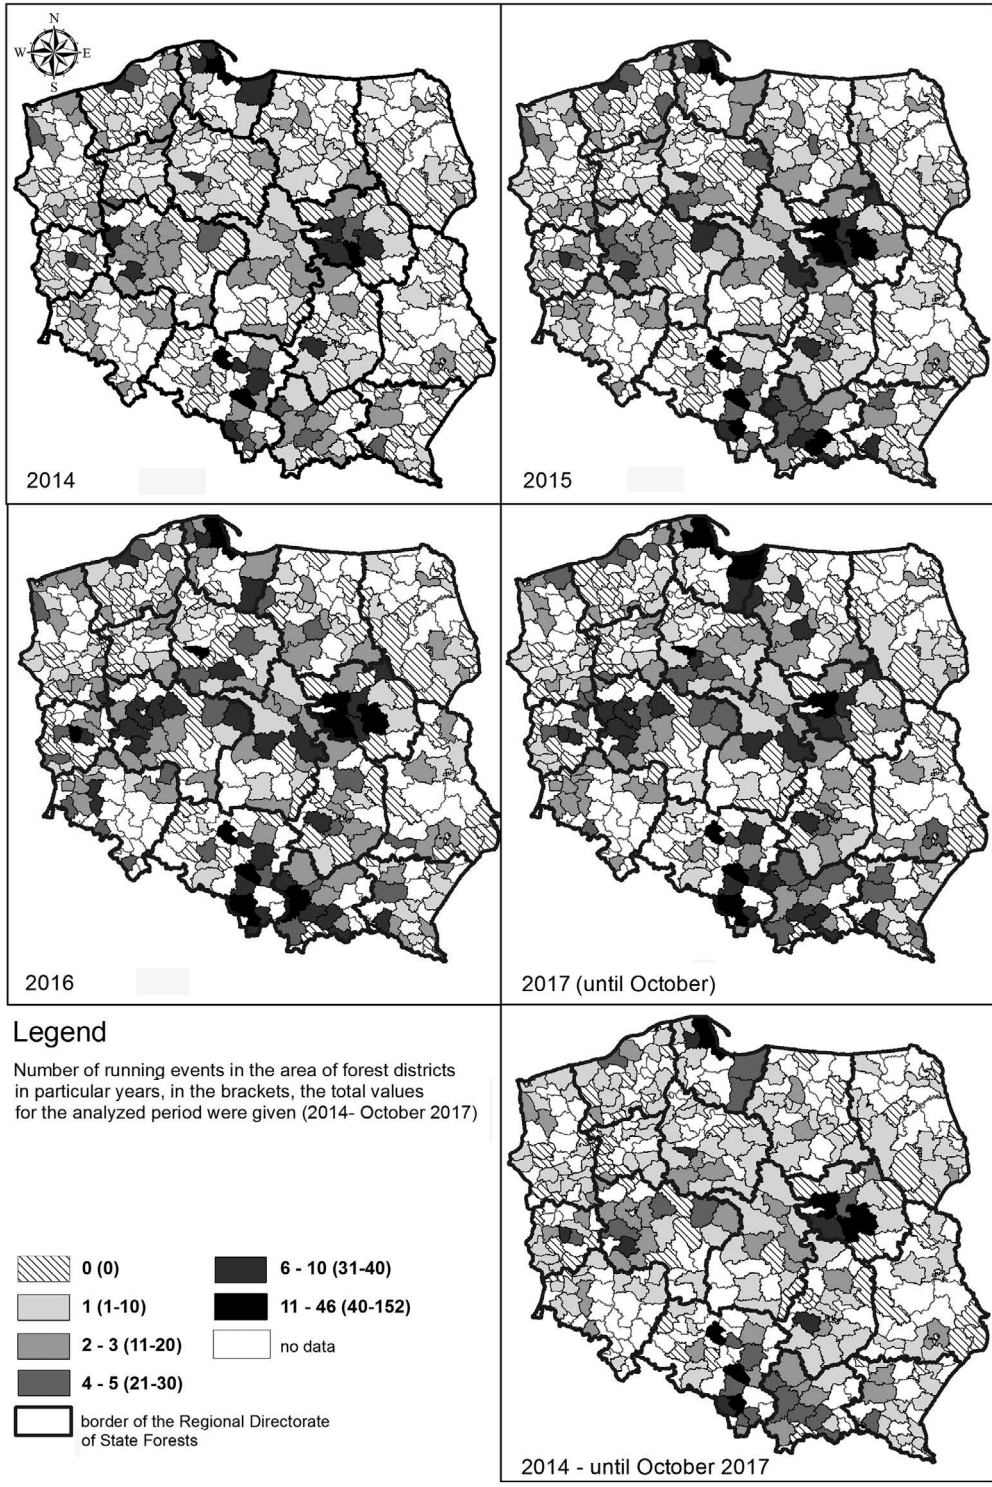 N
W E
S
2014
2015
2016
2017 (until October)
Legend
Number of running events in the area of forest districts
in particular years, in the brackets, the total values
for the analyzed period were given (2014- October 2017)
0 (0)
1 (1-10)
2 - 3 (11-20)
4 - 5 (21-30)
6 - 10 (31-40)
11 - 46 (40-152)
no data
border of the Regional Directorate
of State Forests
2014 - until October 2017